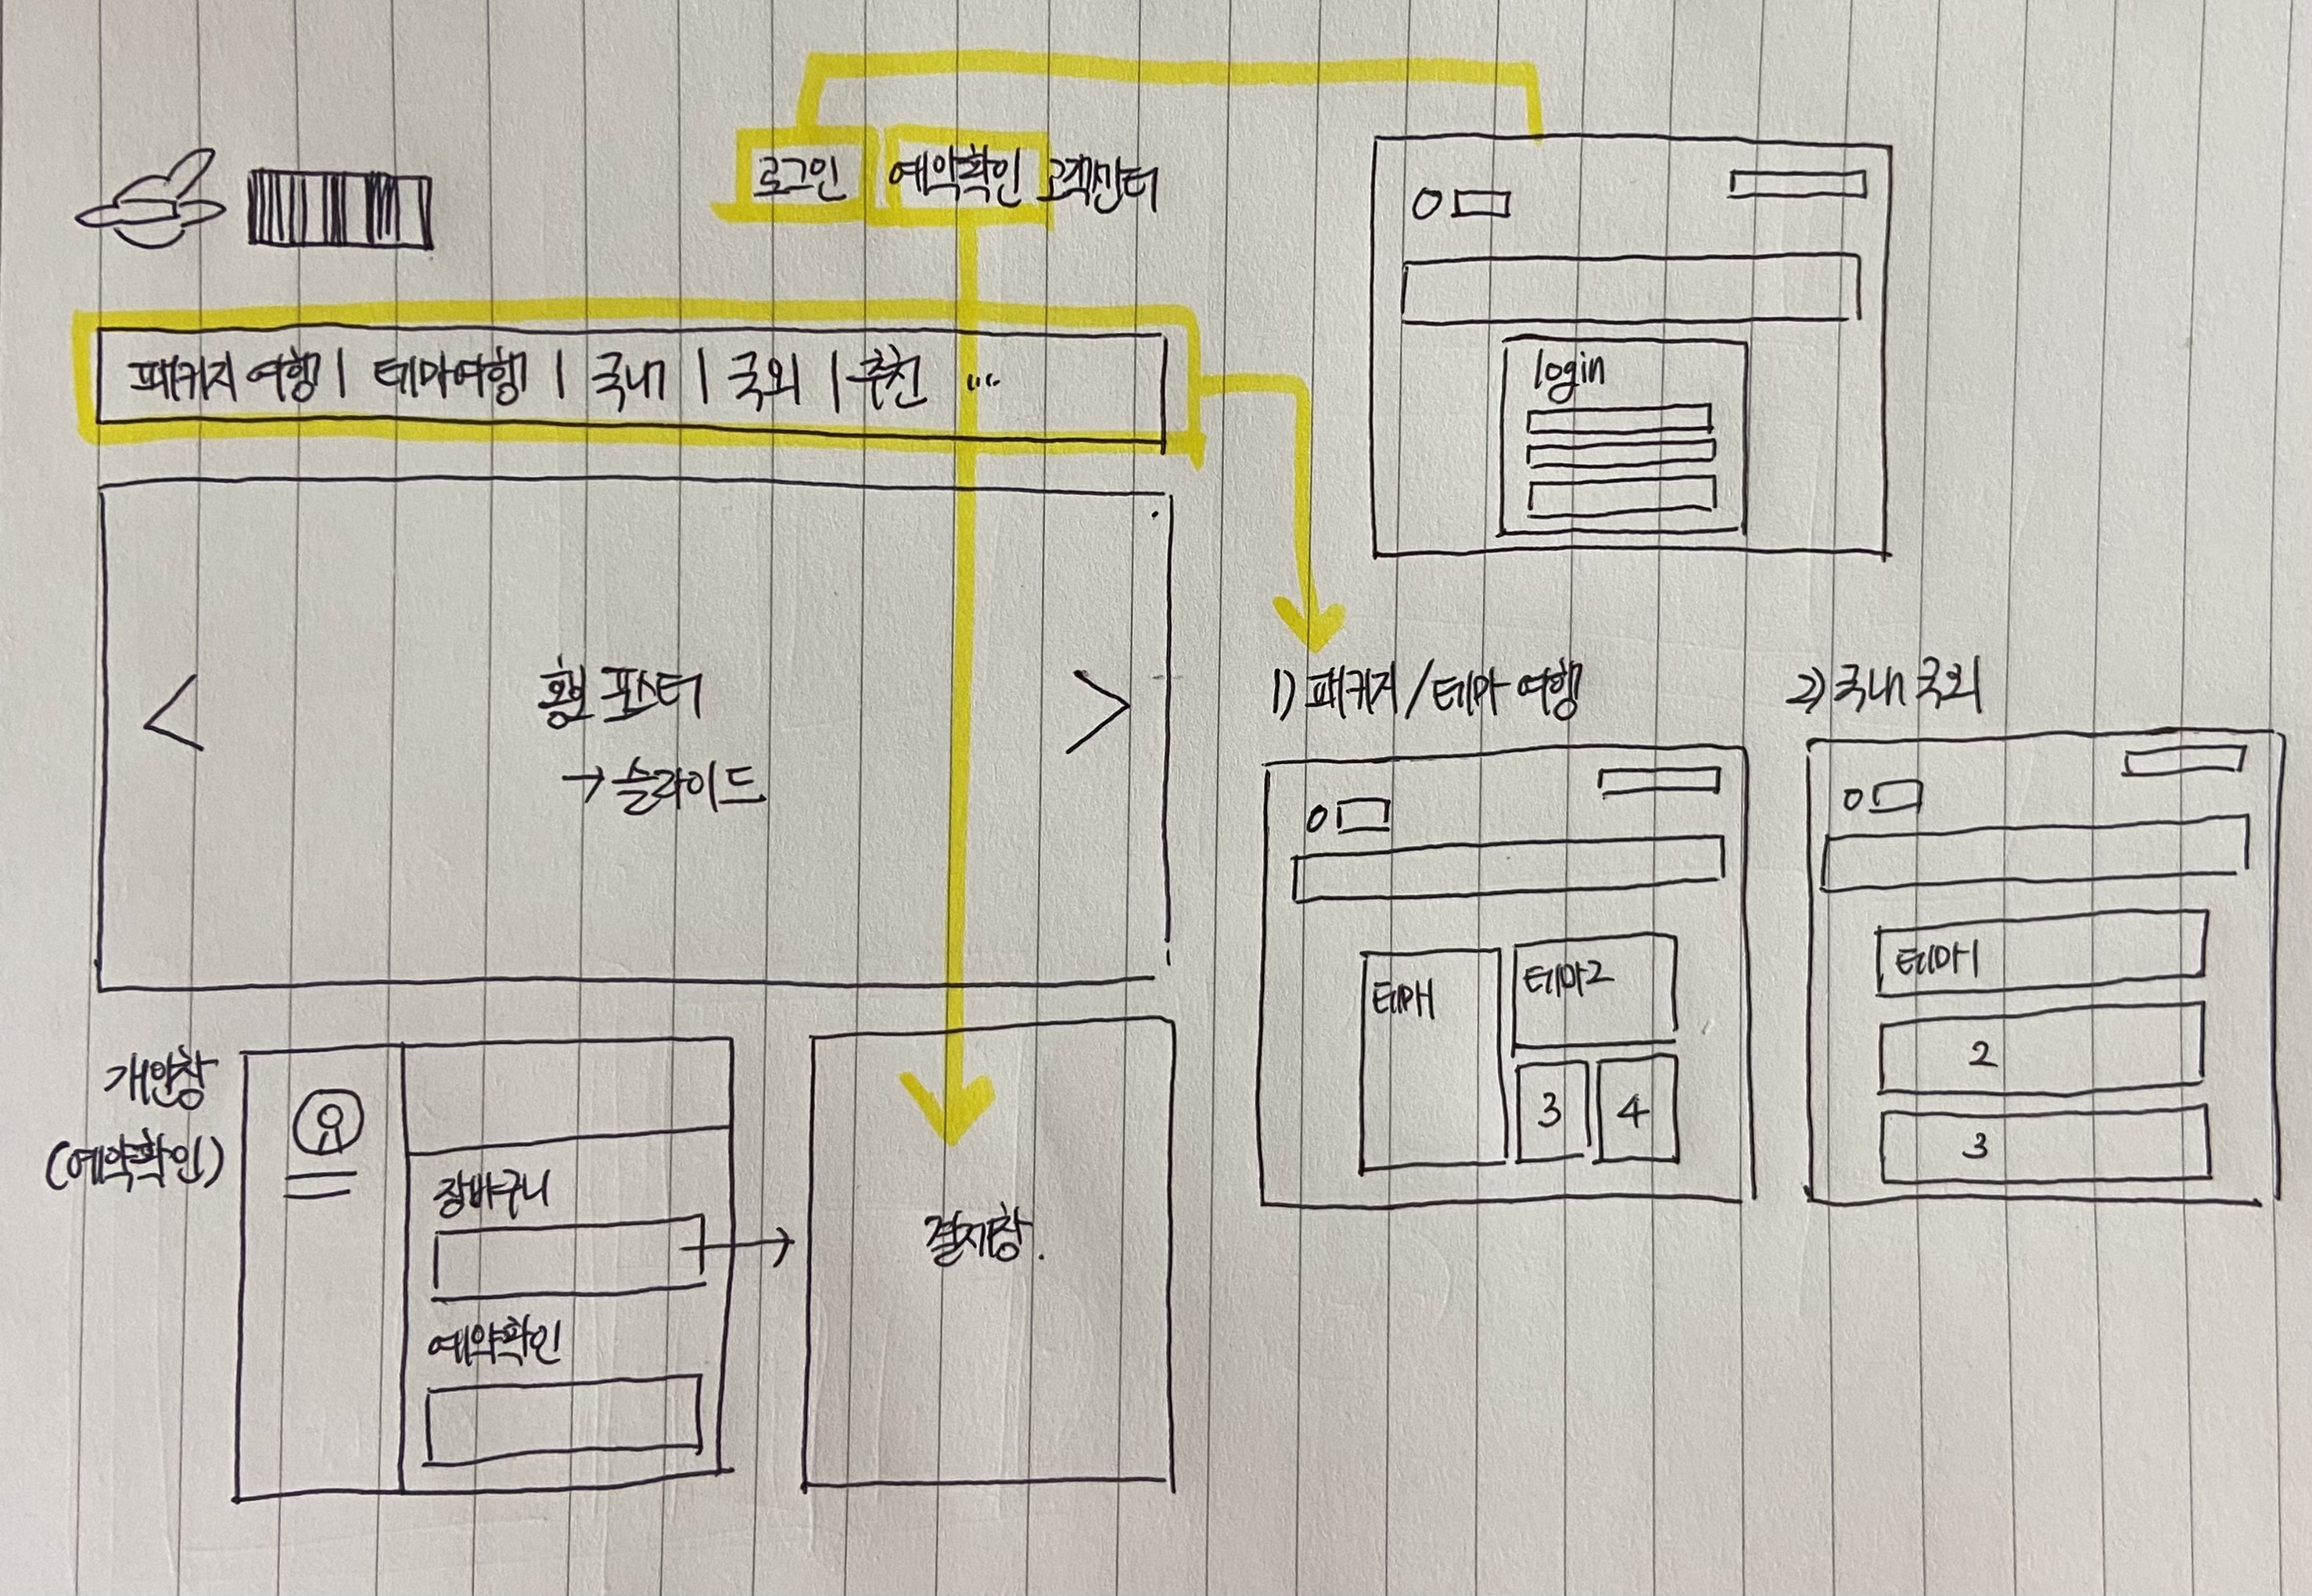 로그인 예약확인 고객센터
패키지 여행 | 테마여행 | 국내 | 국외 | 추천 ...
login
홍보 포스터
→ 슬라이드
<
>
1) 패키지 / 테마 여행
2) 국내 국외
테마1
테마2
3
4
테마1
2
3
개인창
(예약확인)
장바구니
예약확인
결제창.